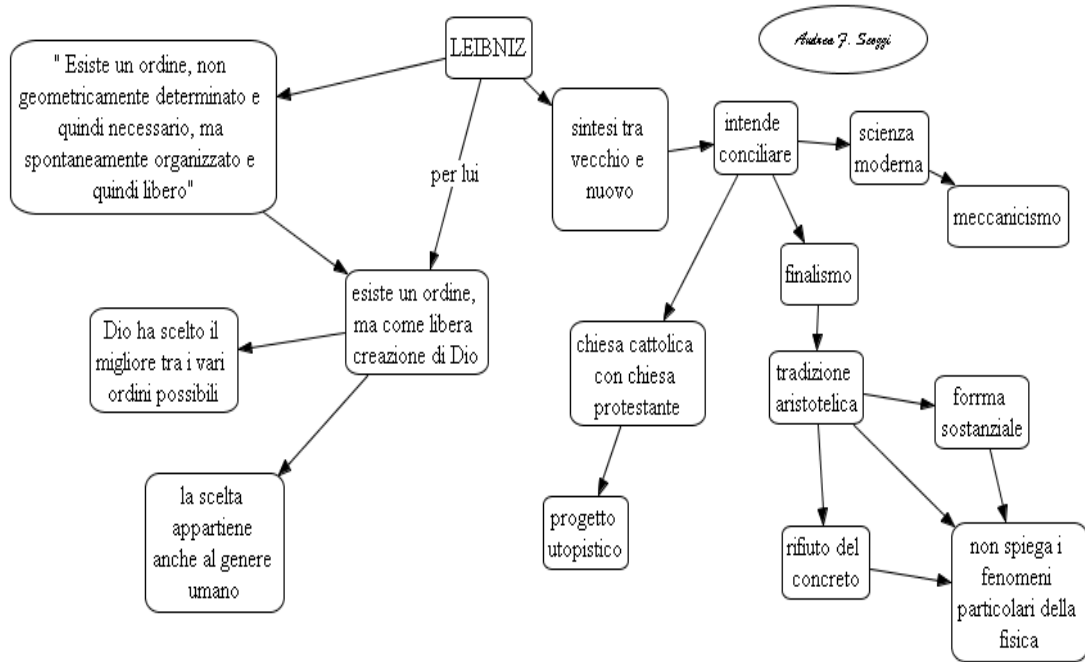 LEIBNIZ
Andrea F. Scozzi
" Esiste un ordine, non
geometricamente determinato e
quindi necessario, ma
spontaneamente organizzato e
quindi libero"
per lui
sintesi tra
vecchio e
nuovo
intende
conciliare
scienza
moderna
meccanicismo
finalismo
esiste un ordine,
ma come libera
creazione di Dio
Dio ha scelto il
migliore tra i vari
ordini possibili
chiesa cattolica
con chiesa
protestante
tradizione
aristotelica
forrma
sostanziale
la scelta
appartiene
anche al genere
umano
progetto
utopistico
rifiuto del
concreto
non spiega i
fenomeni
particolari della
fisica